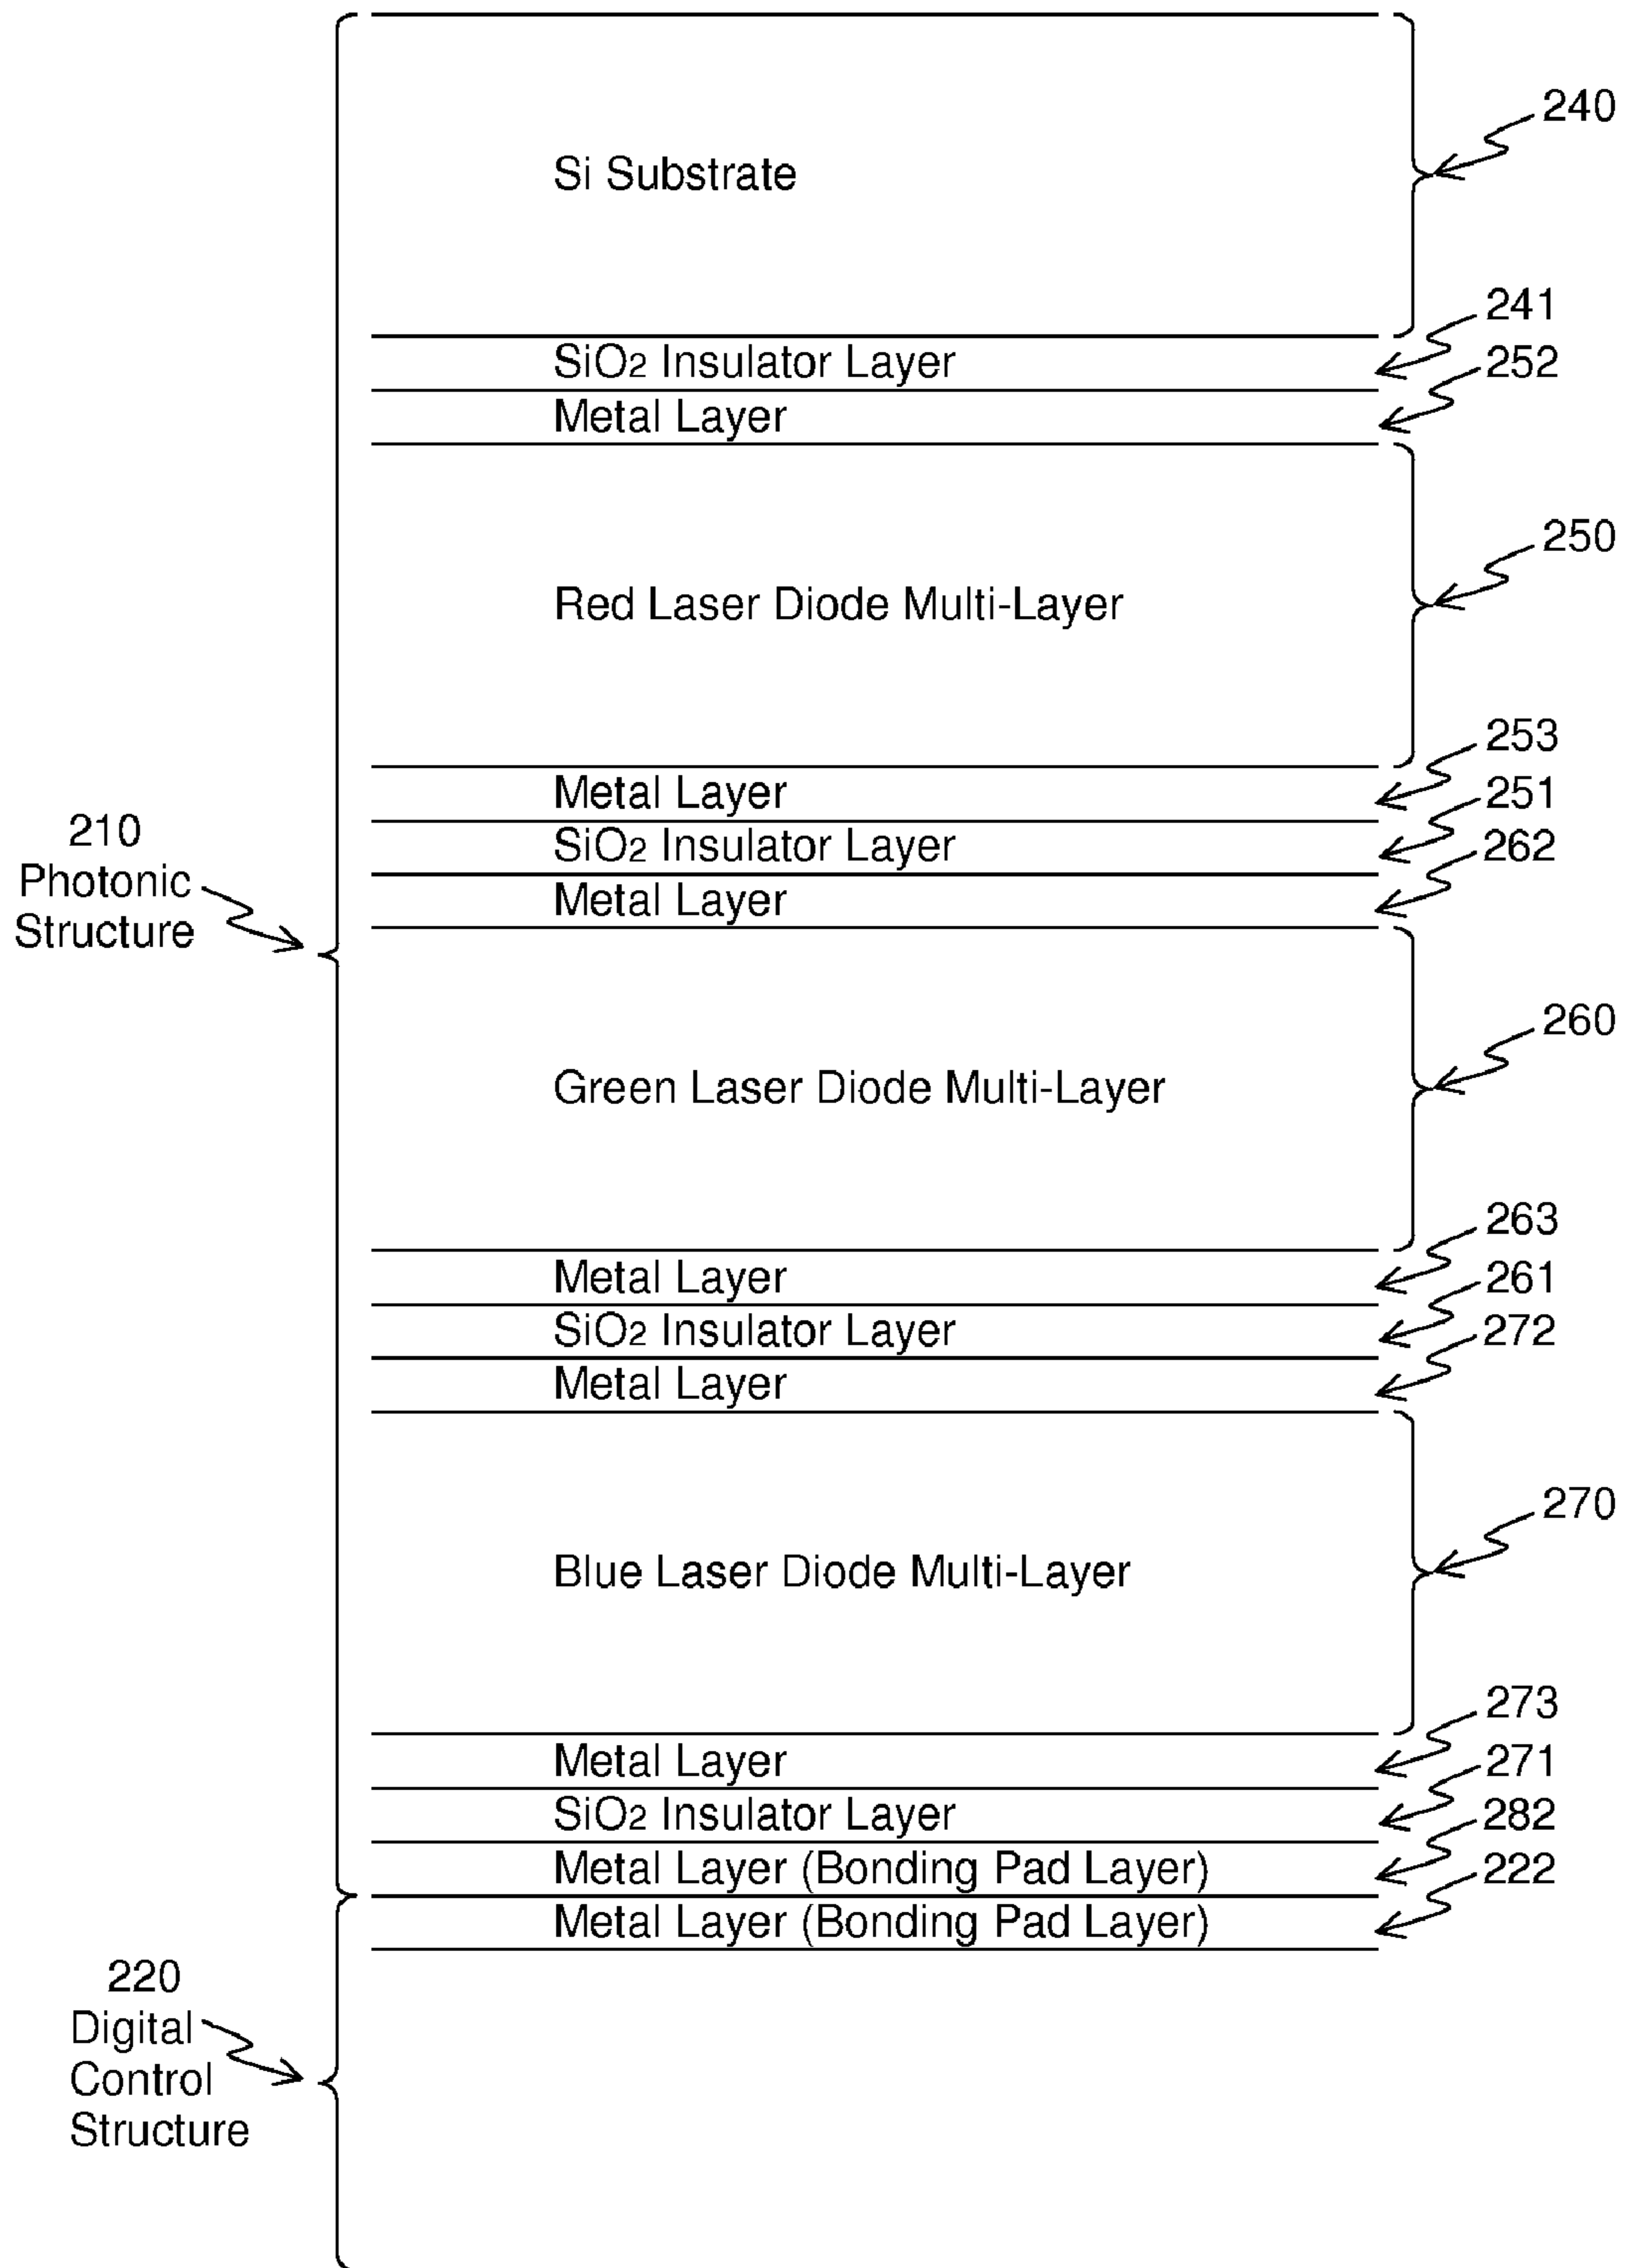 240
Si Substrate
241
SiO2 Insulator Layer
252
Metal Layer
250
Red Laser Diode Multi-Layer
253
Metal Layer
251
SiO2 Insulator Layer
262
Metal Layer
210
Photonic
Structure
260
Green Laser Diode Multi-Layer
263
Metal Layer
261
SiO2 Insulator Layer
272
Metal Layer
270
Blue Laser Diode Multi-Layer
273
Metal Layer
271
SiO2 Insulator Layer
282
Metal Layer (Bonding Pad Layer)
222
Metal Layer (Bonding Pad Layer)
220
Digital
Control
Structure